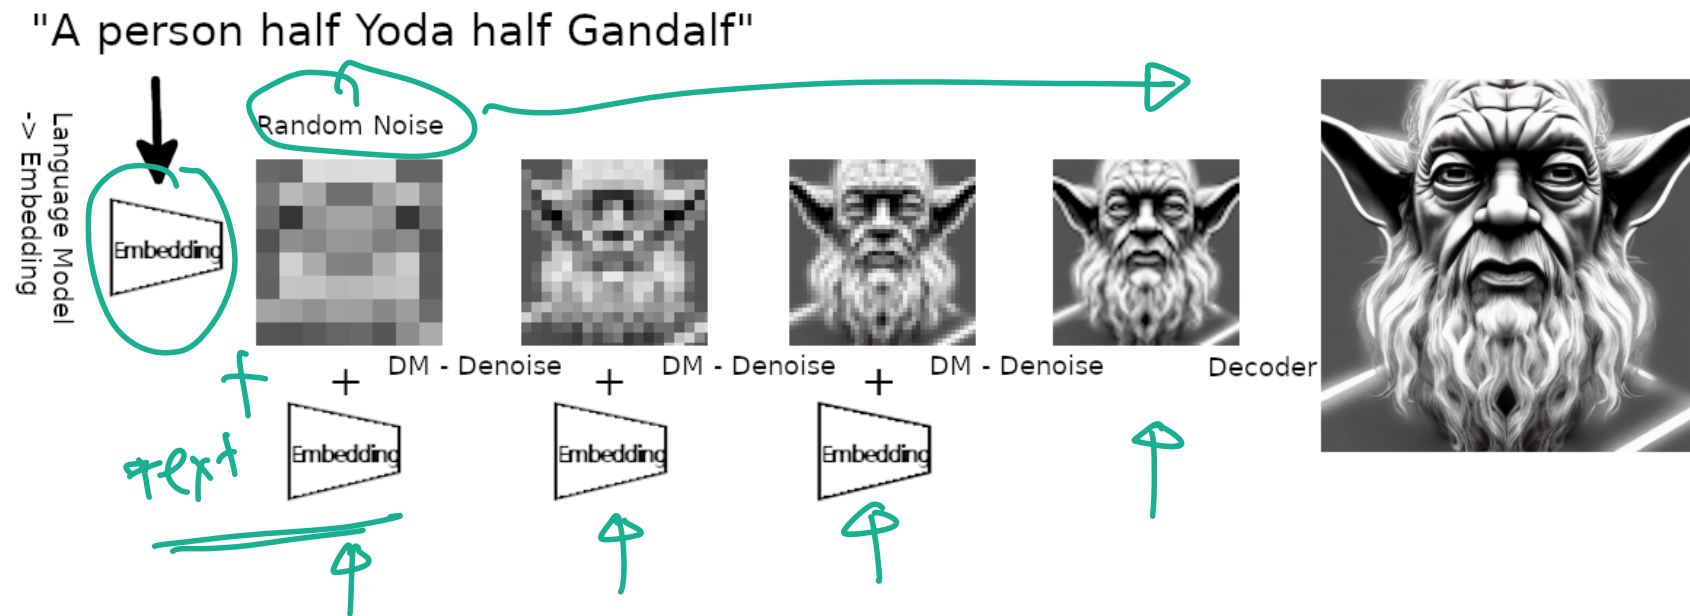 "A person half Yoda half Gandalf"
Language Model
-> Embedding
Random Noise
Embedding
DM - Denoise
DM - Denoise
DM - Denoise
Decoder
+
+
+
+
text
Embedding
Embedding
Embedding